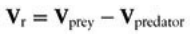 V_r = V_prey − V_predator